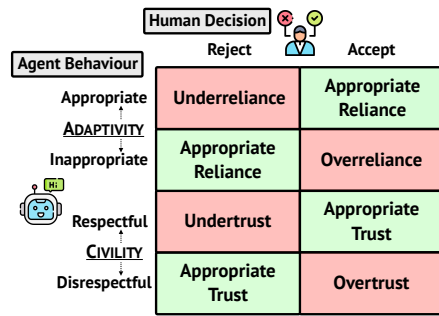 Human Decision
Reject
Accept
Agent Behaviour
Appropriate
ADAPTIVITY
Inappropriate
Underreliance
Appropriate
Reliance
Appropriate
Reliance
Overreliance
Hi
Respectful
CIVILITY
Disrespectful
Undertrust
Appropriate
Trust
Appropriate
Trust
Overtrust